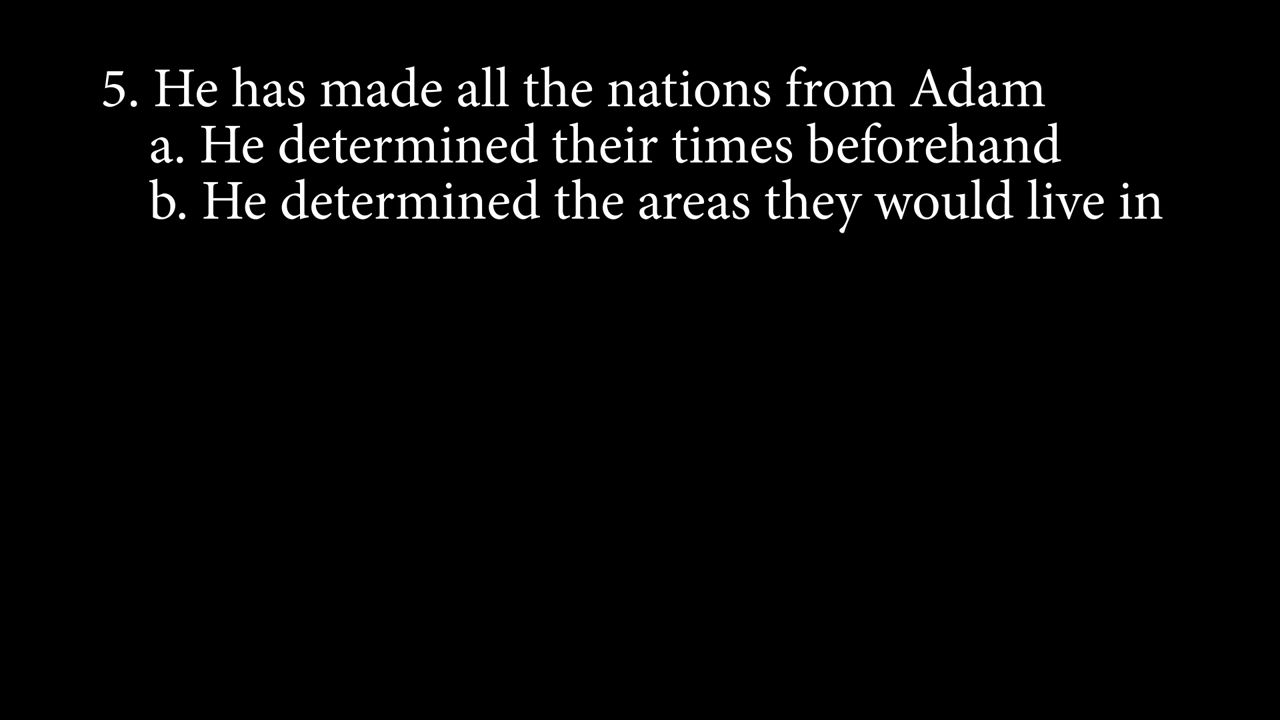 5. He has made all the nations from Adam
a. He determined their times beforehand
b. He determined the areas they would live in